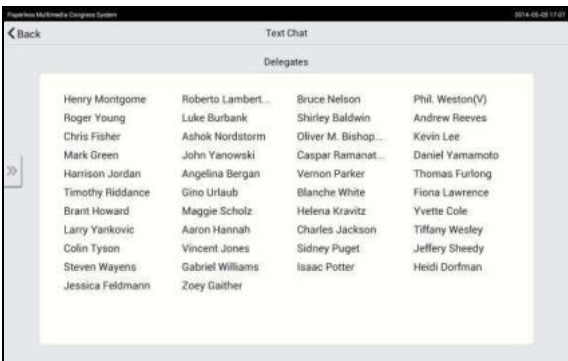 Paperless Multimedia Congress System 2014-05-05 17:07
Back Text Chat
Delegates
Henry Montgome Roberto Lambert... Bruce Nelson Phil. Weston(V)
Roger Young Luke Burbank Shirley Baldwin Andrew Reeves
Chris Fisher Ashok Nordstorm Oliver M. Bishop... Kevin Lee
Mark Green John Yanowski Caspar Ramanat... Daniel Yamamoto
Harrison Jordan Angelina Bergan Vernon Parker Thomas Furlong
Timothy Riddance Gino Urlaub Blanche White Fiona Lawrence
Brant Howard Maggie Scholz Helena Kravitz Yvette Cole
Larry Yankovic Aaron Hannah Charles Jackson Tiffany Wesley
Colin Tyson Vincent Jones Sidney Puget Jeffery Sheedy
Steven Wayens Gabriel Williams Isaac Potter Heidi Dorfman
Jessica Feldmann Zoey Gaither